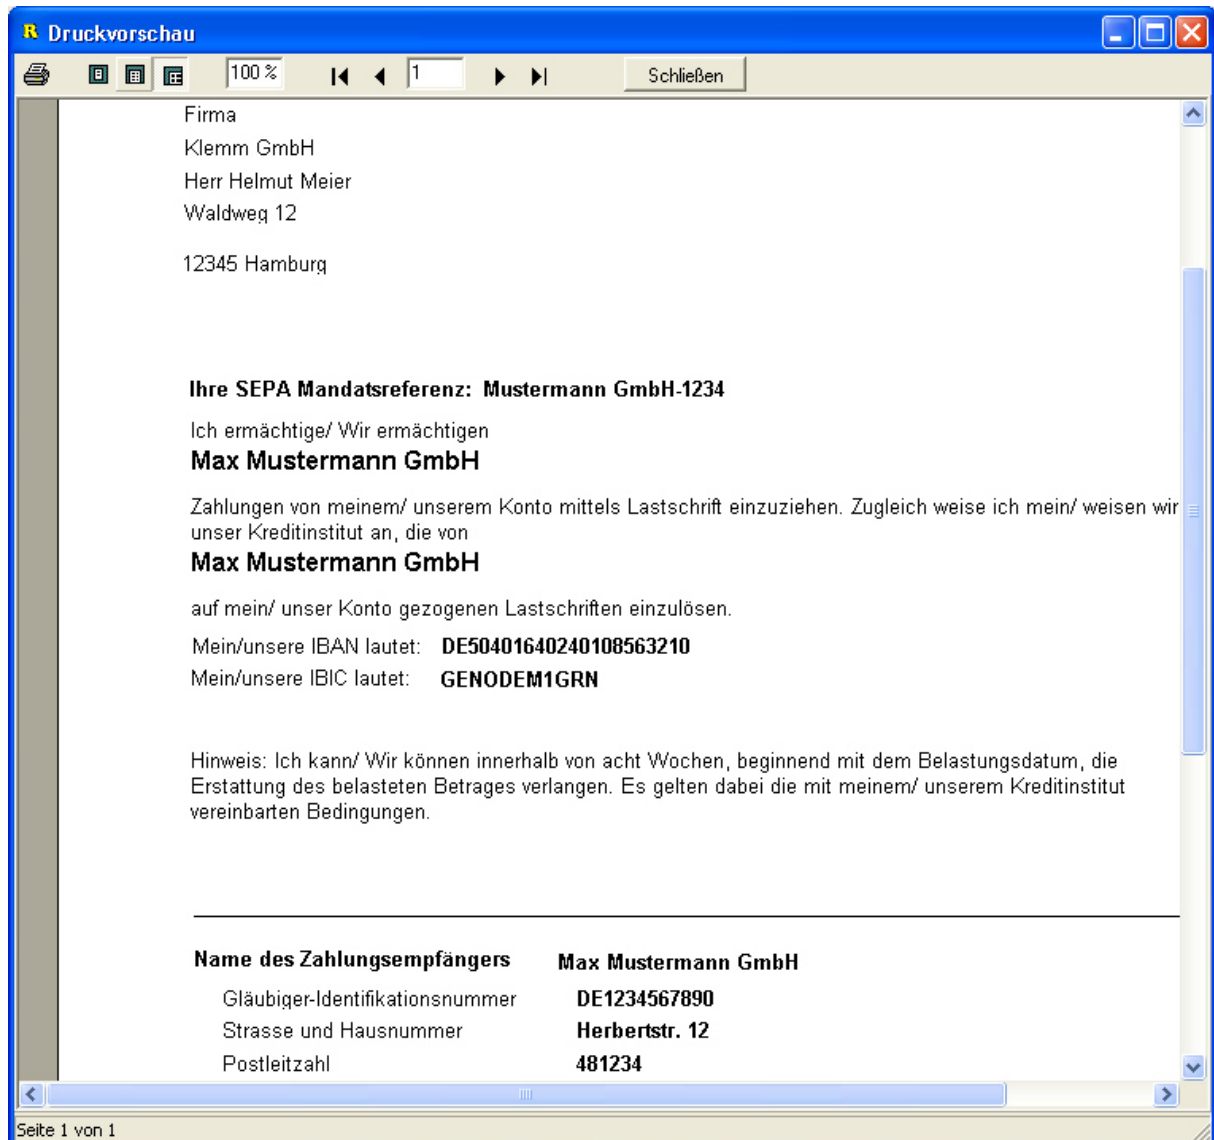 R Druckvorschau
100 %
1
Schließen
Firma
Klemm GmbH
Herr Helmut Meier
Waldweg 12
12345 Hamburg
Ihre SEPA Mandatsreferenz: Mustermann GmbH-1234
Ich ermächtige/ Wir ermächtigen
Max Mustermann GmbH
Zahlungen von meinem/ unserem Konto mittels Lastschrift einzuziehen. Zugleich weise ich mein/ weisen wir
unser Kreditinstitut an, die von
Max Mustermann GmbH
auf mein/ unser Konto gezogenen Lastschriften einzulösen.
Mein/unsere IBAN lautet: DE50401640240108563210
Mein/unsere IBIC lautet: GENODEM1GRN
Hinweis: Ich kann/ Wir können innerhalb von acht Wochen, beginnend mit dem Belastungsdatum, die
Erstattung des belasteten Betrages verlangen. Es gelten dabei die mit meinem/ unserem Kreditinstitut
vereinbarten Bedingungen.
Name des Zahlungsempfängers Max Mustermann GmbH
Gläubiger-Identifikationsnummer DE1234567890
Strasse und Hausnummer Herbertstr. 12
Postleitzahl 481234
Seite 1 von 1